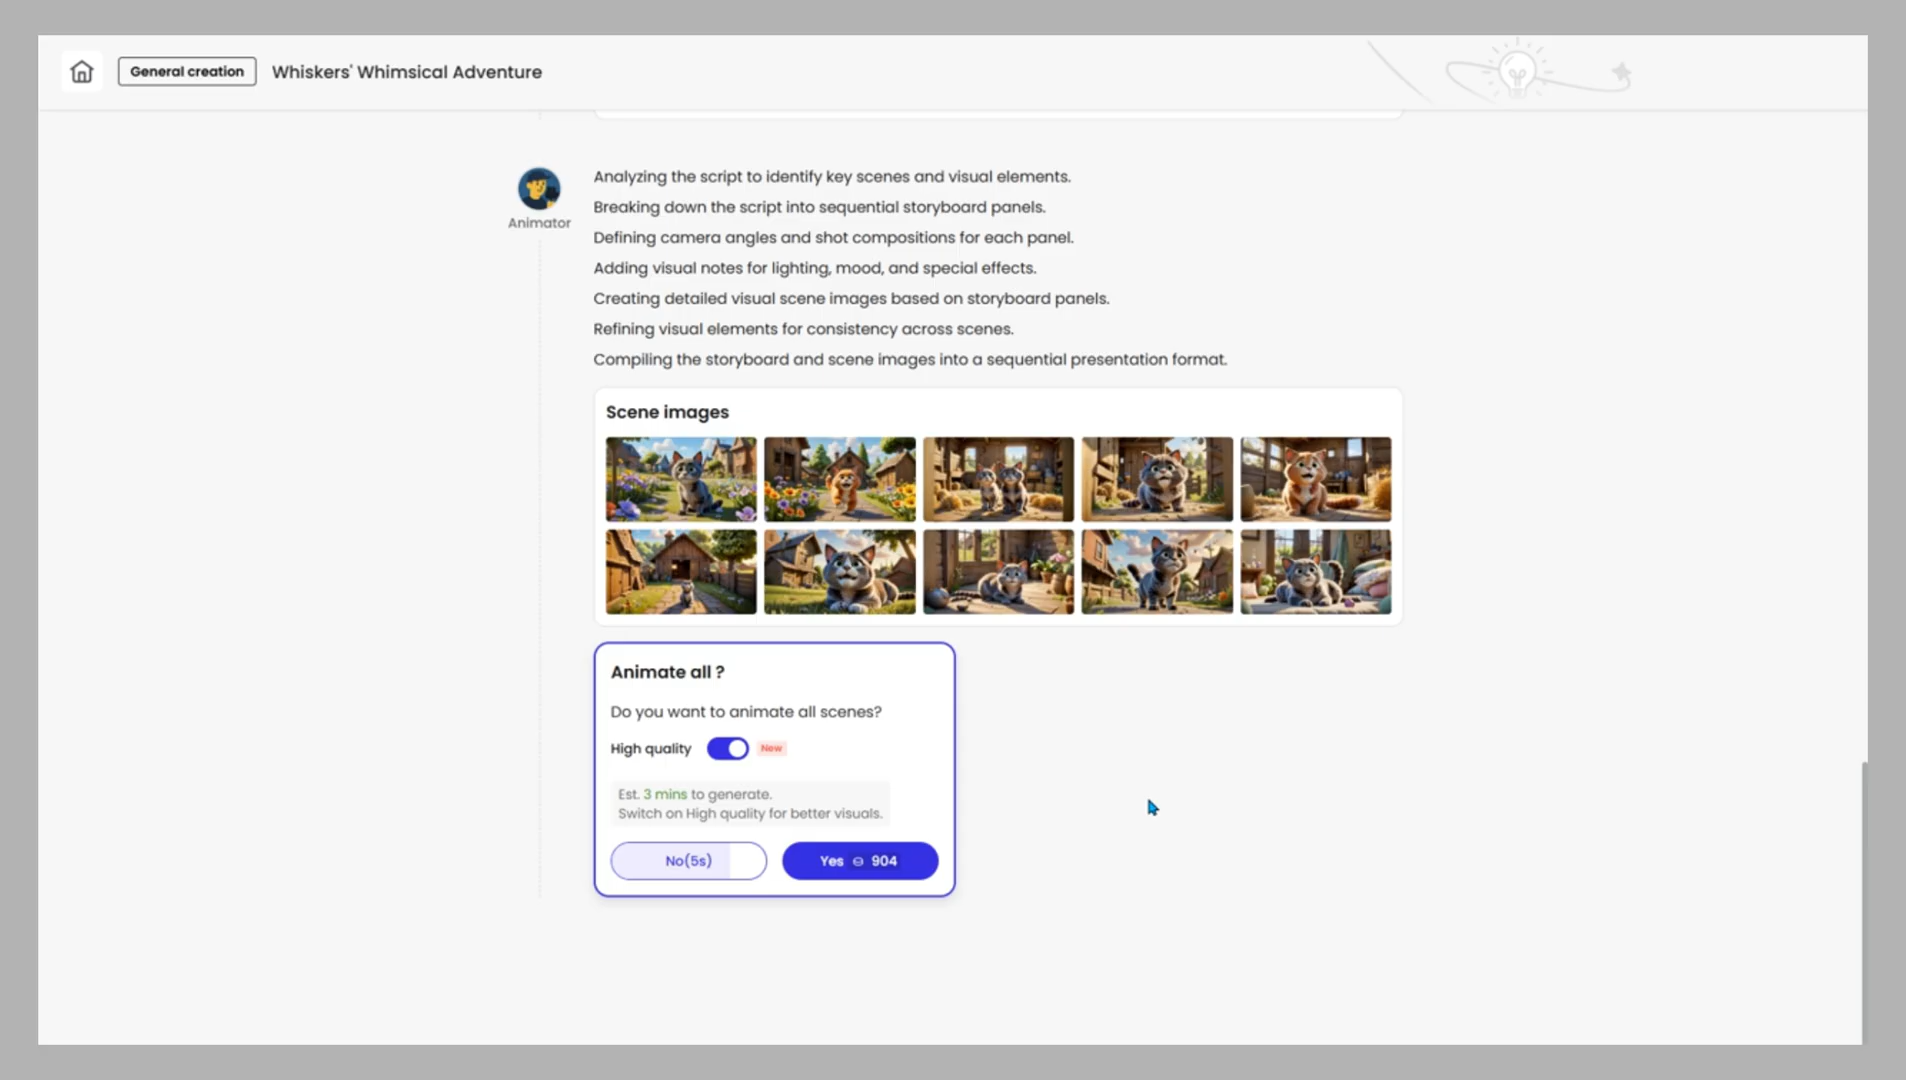 General creation
Whiskers' Whimsical Adventure
Animator
Analyzing the script to identify key scenes and visual elements.
Breaking down the script into sequential storyboard panels.
Defining camera angles and shot compositions for each panel.
Adding visual notes for lighting, mood, and special effects.
Creating detailed visual scene images based on storyboard panels.
Refining visual elements for consistency across scenes.
Compiling the storyboard and scene images into a sequential presentation format.
Scene images
Animate all ?
Do you want to animate all scenes?
High quality New
Est. 3 mins to generate.
Switch on High quality for better visuals.
No(5s)
Yes 904